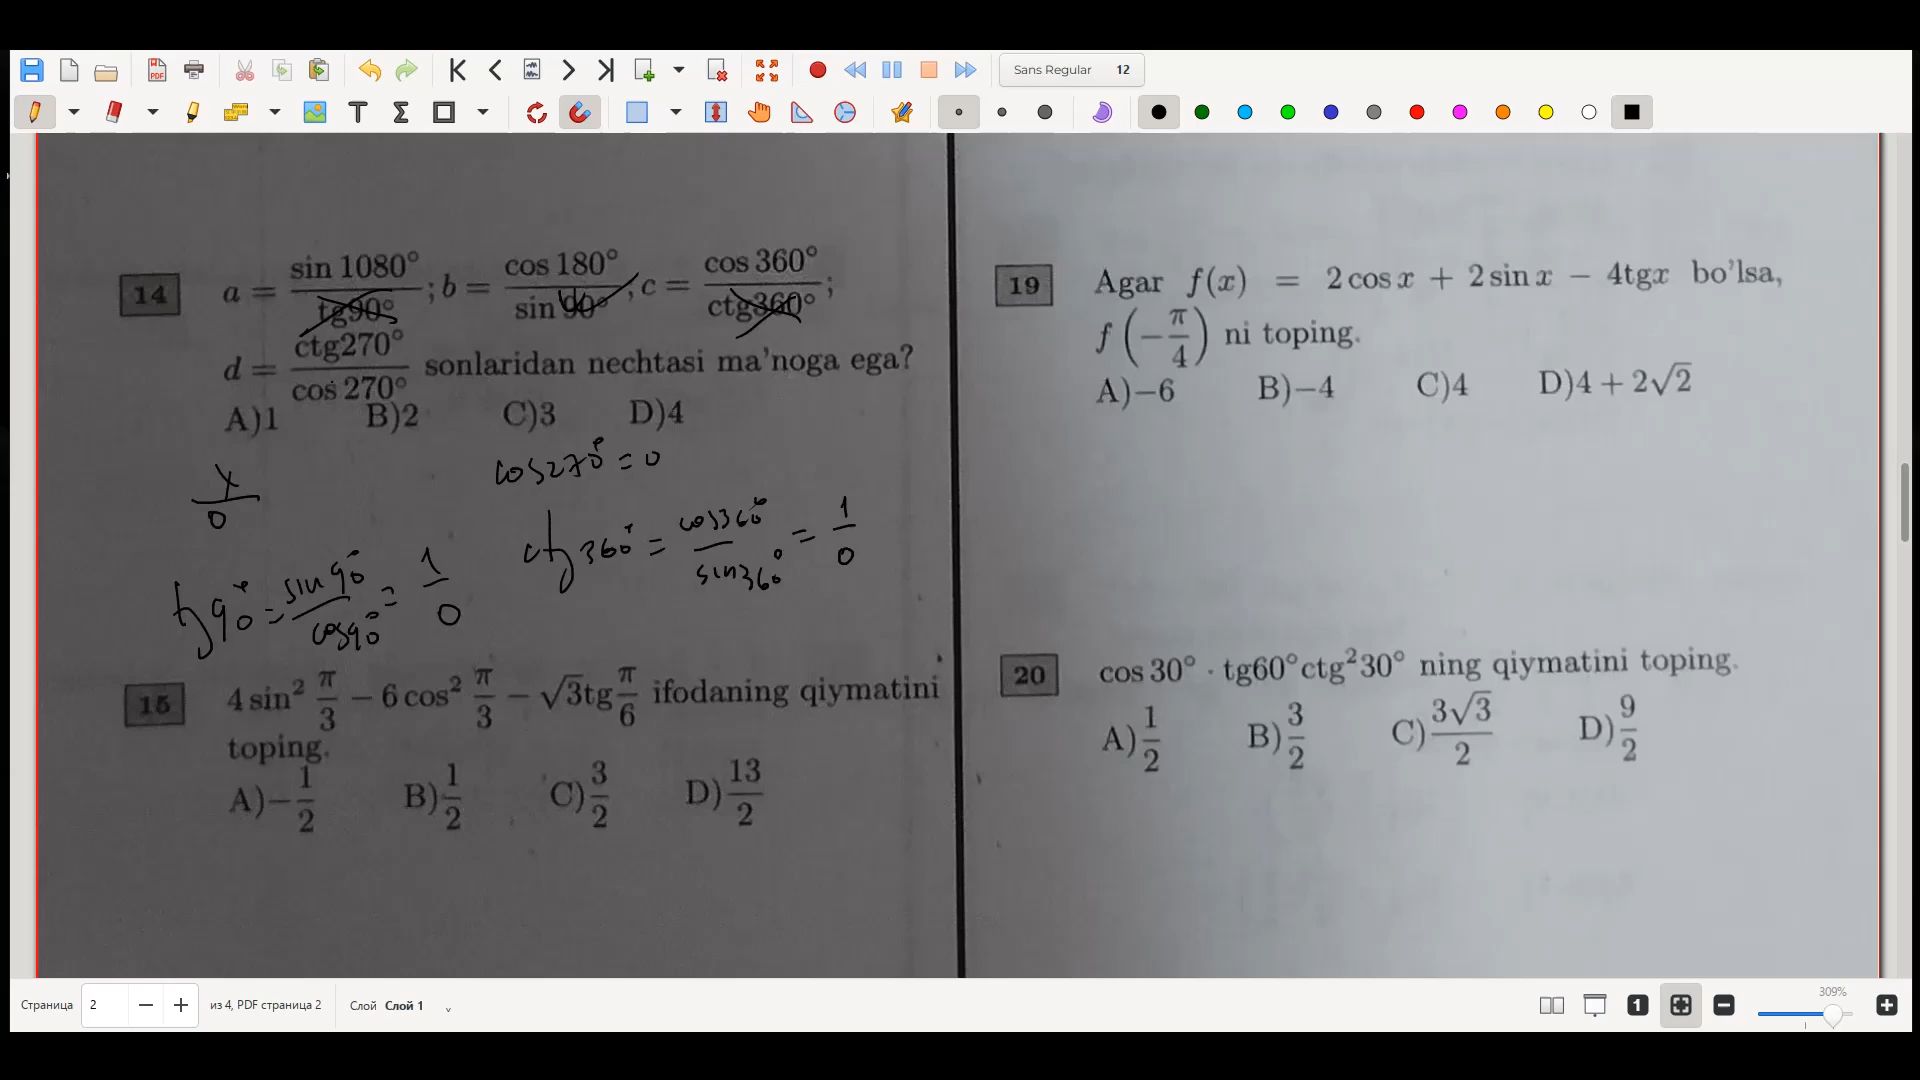 Sans Regular 12
14 a = sin 1080° / tg90° ; b = cos 180° / sin 90° , c = cos 360° / ctg360° ;
d = ctg270° / cos 270° sonlaridan nechtasi ma'noga ega?
A)1 B)2 C)3 D)4
cos270° = 0
ctg360° = cos360° / sin360° = 1/0
tg90° = sin90° / cos90° = 1/0
15 4 sin² π/3 − 6 cos² π/3 − √3tg π/6 ifodaning qiymatini
toping.
A)−1/2 B)1/2 C)3/2 D)13/2
19 Agar f(x) = 2 cos x + 2 sin x − 4tgx bo'lsa,
f(−π/4) ni toping.
A)−6 B)−4 C)4 D)4 + 2√2
20 cos 30° · tg60°ctg²30° ning qiymatini toping.
A)1/2 B)3/2 C)3√3/2 D)9/2
Страница 2 из 4, PDF страница 2 Слой Слой 1 309%